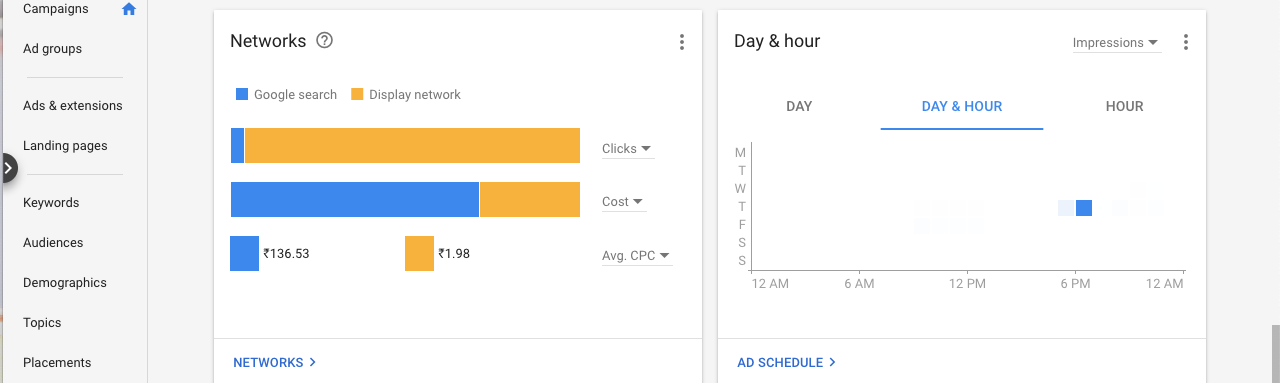 Campaigns
Ad groups
Ads & extensions
Landing pages
Keywords
Audiences
Demographics
Topics
Placements
Networks ?
Google search Display network
Clicks
Cost
₹136.53 ₹1.98 Avg. CPC
NETWORKS
Day & hour Impressions
DAY DAY & HOUR HOUR
M
T
W
T
F
S
S
12 AM 6 AM 12 PM 6 PM 12 AM
AD SCHEDULE